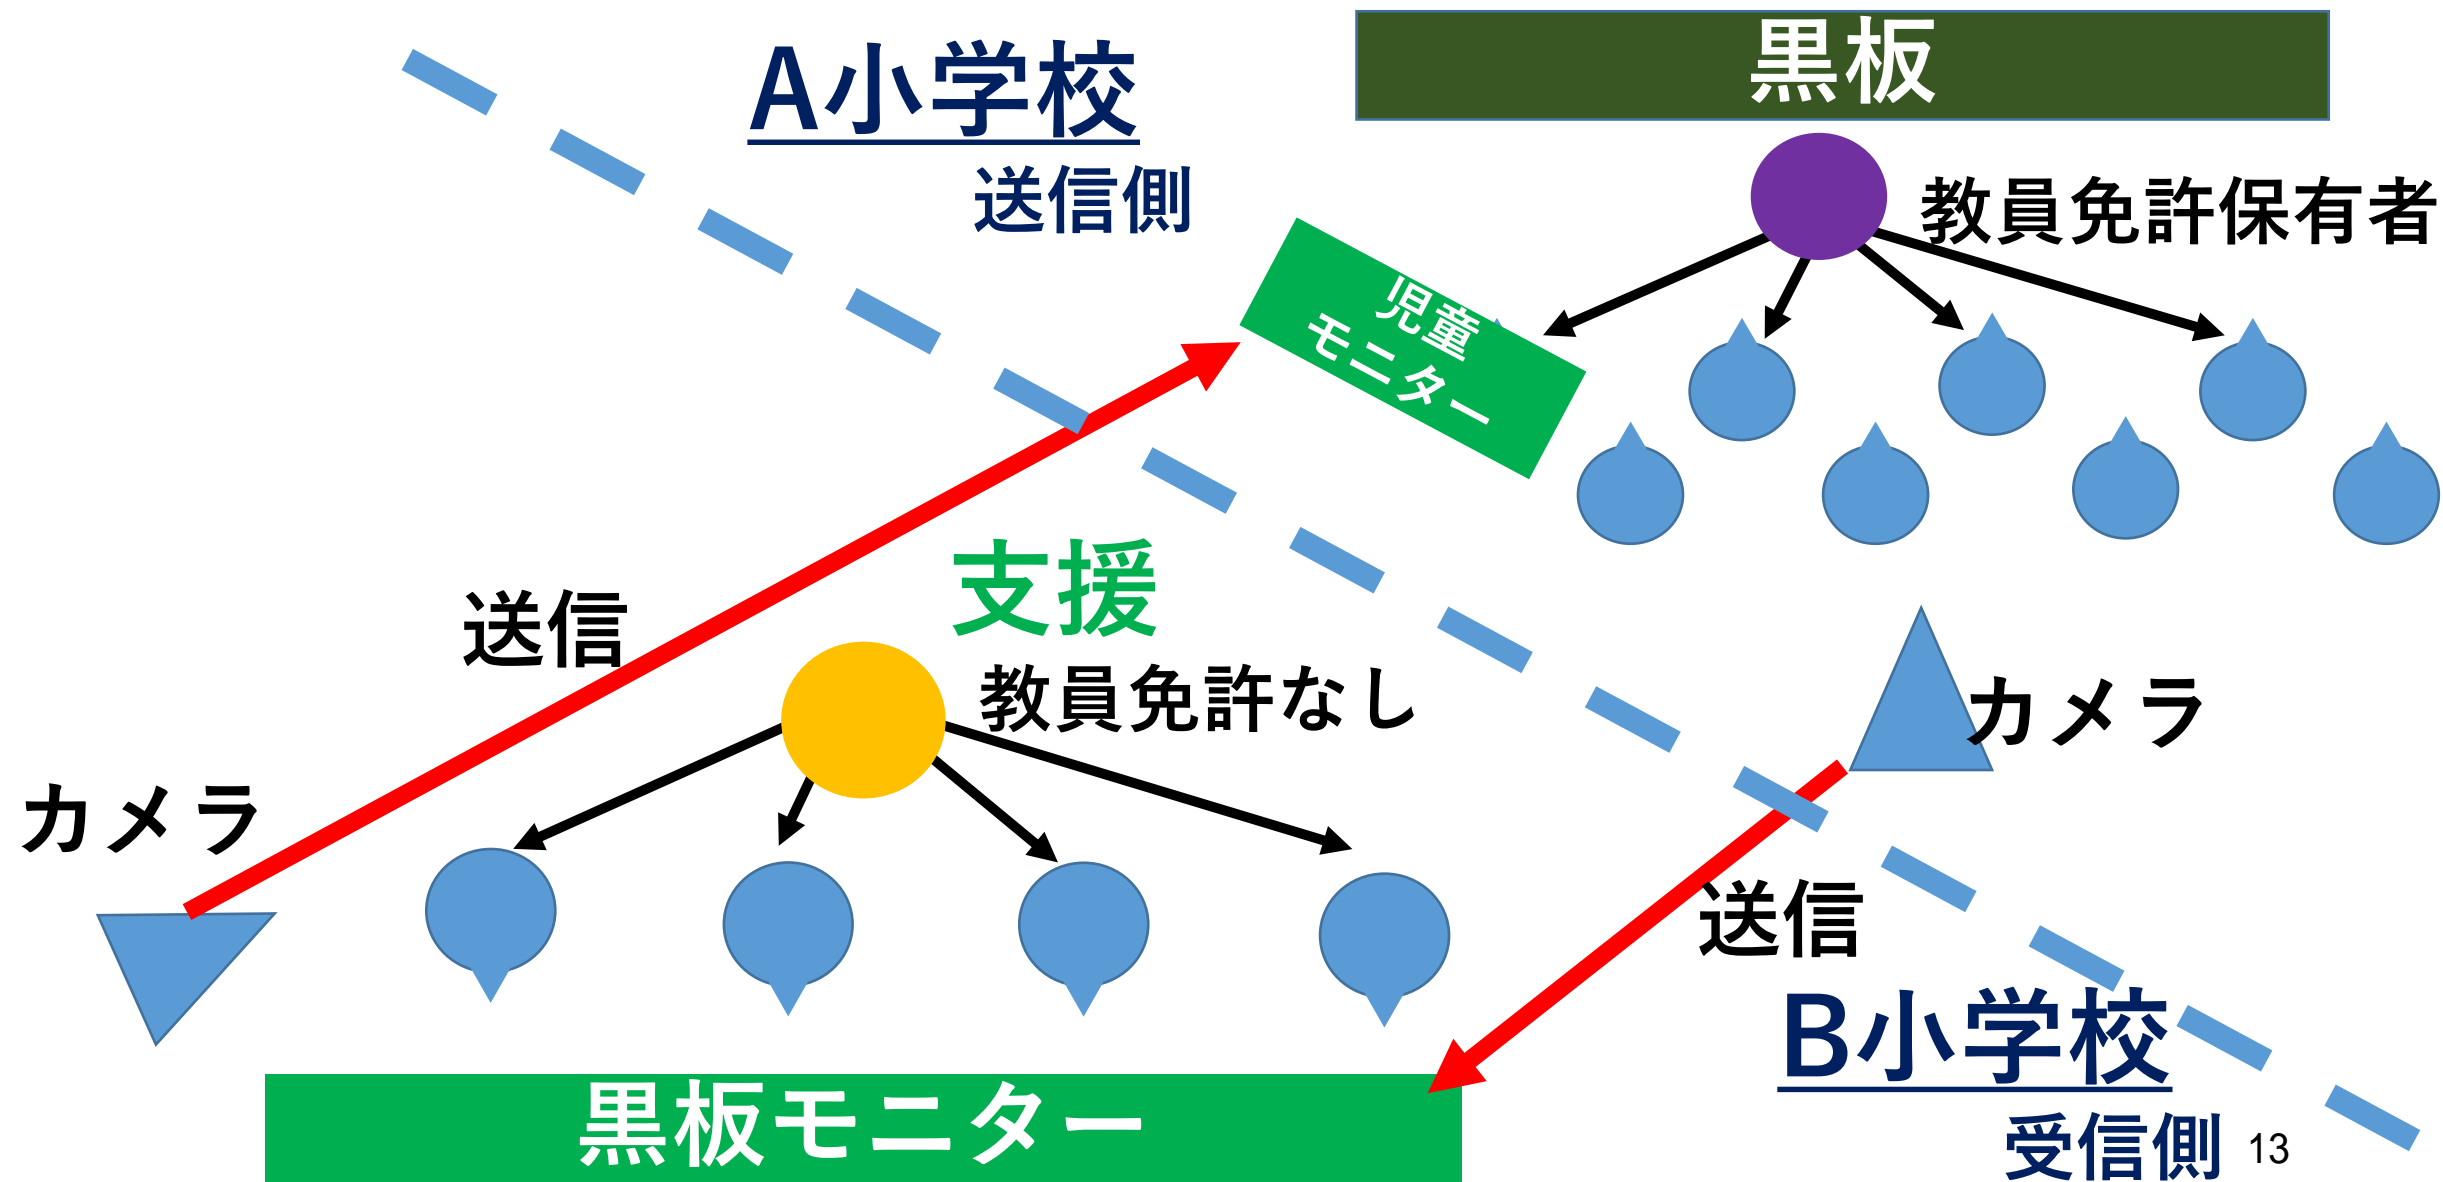 A小学校
送信側
黒板
教員免許保有者
児童
モニター
送信
支援
教員免許なし
カメラ
カメラ
送信
B小学校
受信側
黒板モニター
13